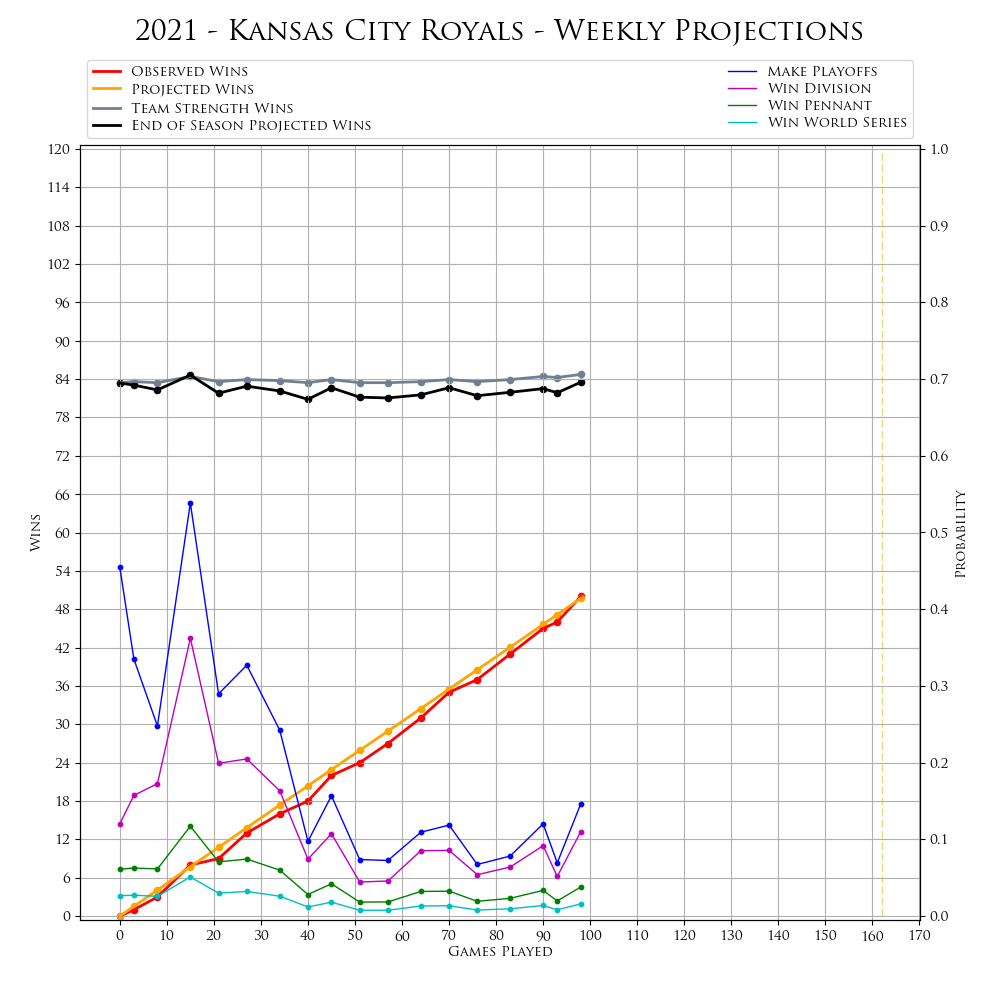 2021 - Kansas City Royals - Weekly Projections
Observed Wins
Projected Wins
Team Strength Wins
End of Season Projected Wins
Make Playoffs
Win Division
Win Pennant
Win World Series
120
114
108
102
96
90
84
78
72
66
60
54
48
42
36
30
24
18
12
6
0
Wins
1.0
0.9
0.8
0.7
0.6
0.5
0.4
0.3
0.2
0.1
0.0
Probability
0 10 20 30 40 50 60 70 80 90 100 110 120 130 140 150 160 170
Games Played